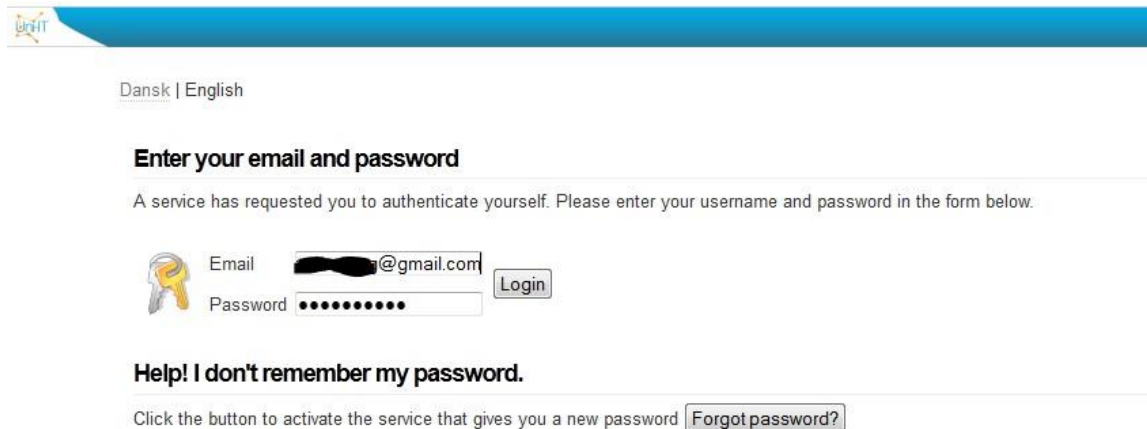 UnHT
Dansk | English
Enter your email and password
A service has requested you to authenticate yourself. Please enter your username and password in the form below.
Email @gmail.com
Login
Password ●●●●●●●●●●
Help! I don't remember my password.
Click the button to activate the service that gives you a new password Forgot password?